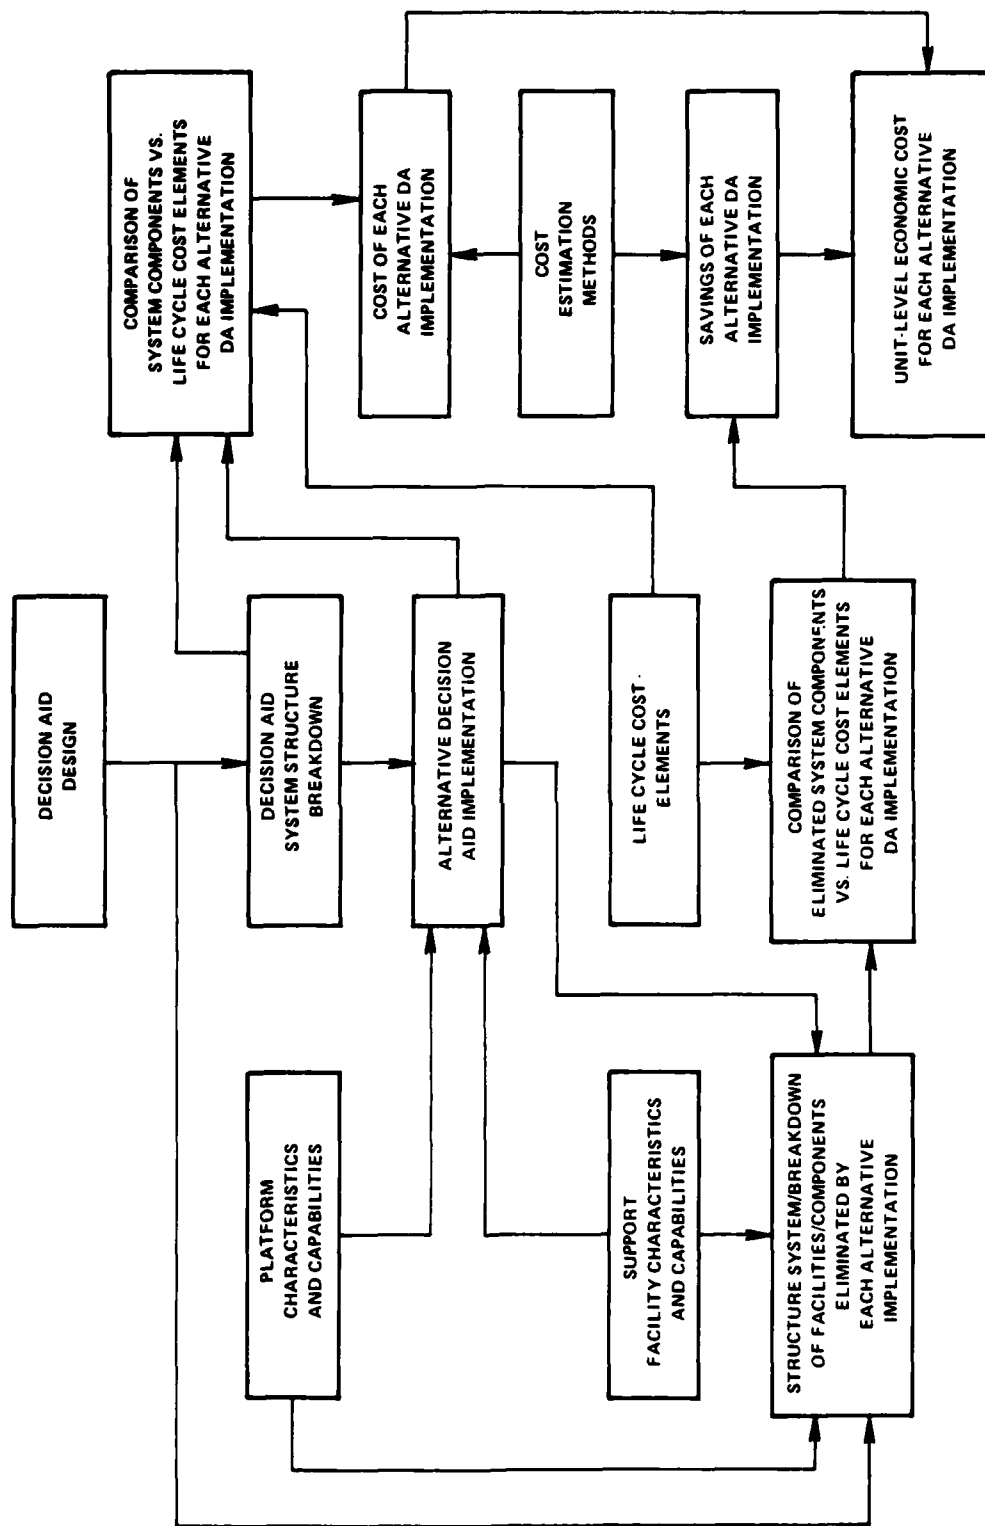 DECISION AID
DESIGN
COMPARISON OF
SYSTEM COMPONENTS VS.
LIFE CYCLE COST ELEMENTS
FOR EACH ALTERNATIVE
DA IMPLEMENTATION
PLATFORM
CHARACTERISTICS
AND CAPABILITIES
DECISION AID
SYSTEM STRUCTURE
BREAKDOWN
COST OF EACH
ALTERNATIVE DA
IMPLEMENTATION
ALTERNATIVE DECISION
AID IMPLEMENTATION
COST
ESTIMATION
METHODS
SUPPORT
FACILITY CHARACTERISTICS
AND CAPABILITIES
LIFE CYCLE COST
ELEMENTS
SAVINGS OF EACH
ALTERNATIVE DA
IMPLEMENTATION
STRUCTURE SYSTEM/BREAKDOWN
OF FACILITIES/COMPONENTS
ELIMINATED BY
EACH ALTERNATIVE
IMPLEMENTATION
COMPARISON OF
ELIMINATED SYSTEM COMPONENTS
VS. LIFE CYCLE COST ELEMENTS
FOR EACH ALTERNATIVE
DA IMPLEMENTATION
UNIT-LEVEL ECONOMIC COST
FOR EACH ALTERNATIVE
DA IMPLEMENTATION